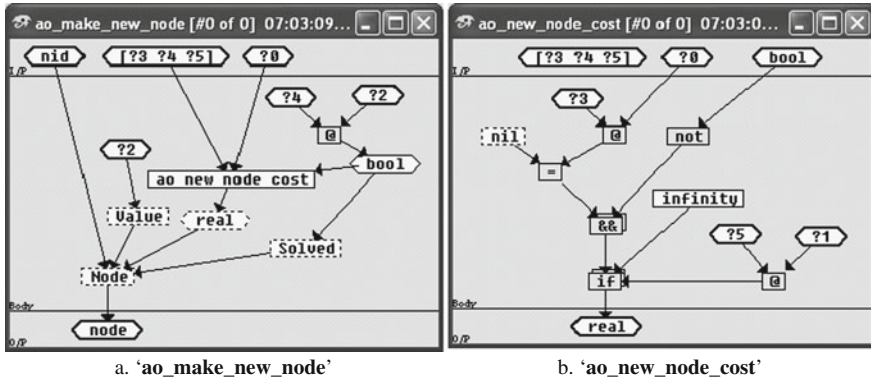 ao_make_new_node [#0 of 0] 07:03:09...
nid
[?3 ?4 ?5]
?0
I/P
?4
?2
@
?2
bool
ao new node cost
Value
real
Solved
Node
Body
node
O/P
a. ‘ao_make_new_node’
ao_new_node_cost [#0 of 0] 07:03:0...
[?3 ?4 ?5]
?0
bool
I/P
?3
nil
@
not
=
infinity
&&
?5
?1
if
@
Body
real
O/P
b. ‘ao_new_node_cost’